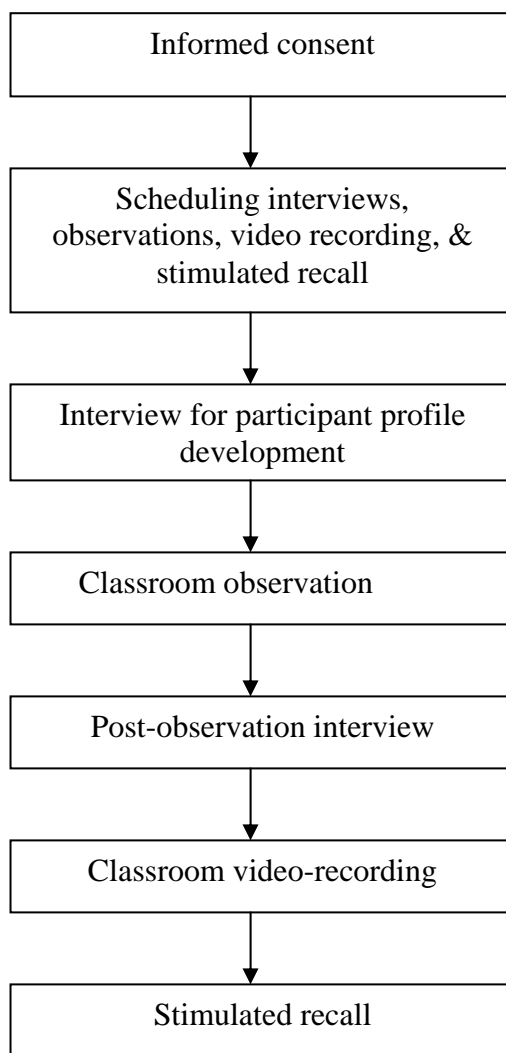 Informed consent
Scheduling interviews,
observations, video recording, &
stimulated recall
Interview for participant profile
development
Classroom observation
Post-observation interview
Classroom video-recording
Stimulated recall